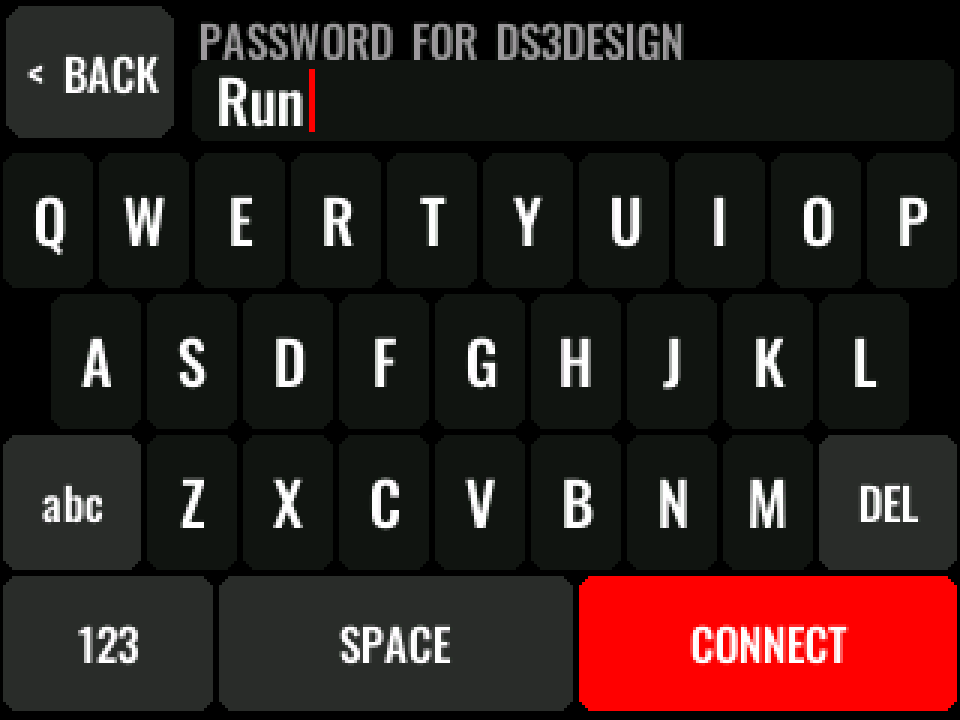 < BACK
PASSWORD FOR DS3DESIGN
Run
Q W E R T Y U I O P
A S D F G H J K L
abc Z X C V B N M DEL
123 SPACE CONNECT